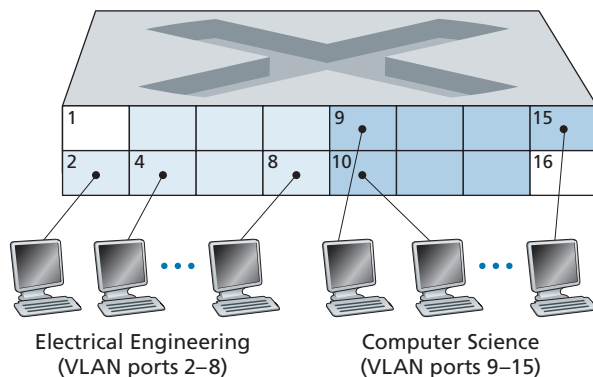 1 9 15
2 4 8 10 16
Electrical Engineering
(VLAN ports 2–8)
Computer Science
(VLAN ports 9–15)